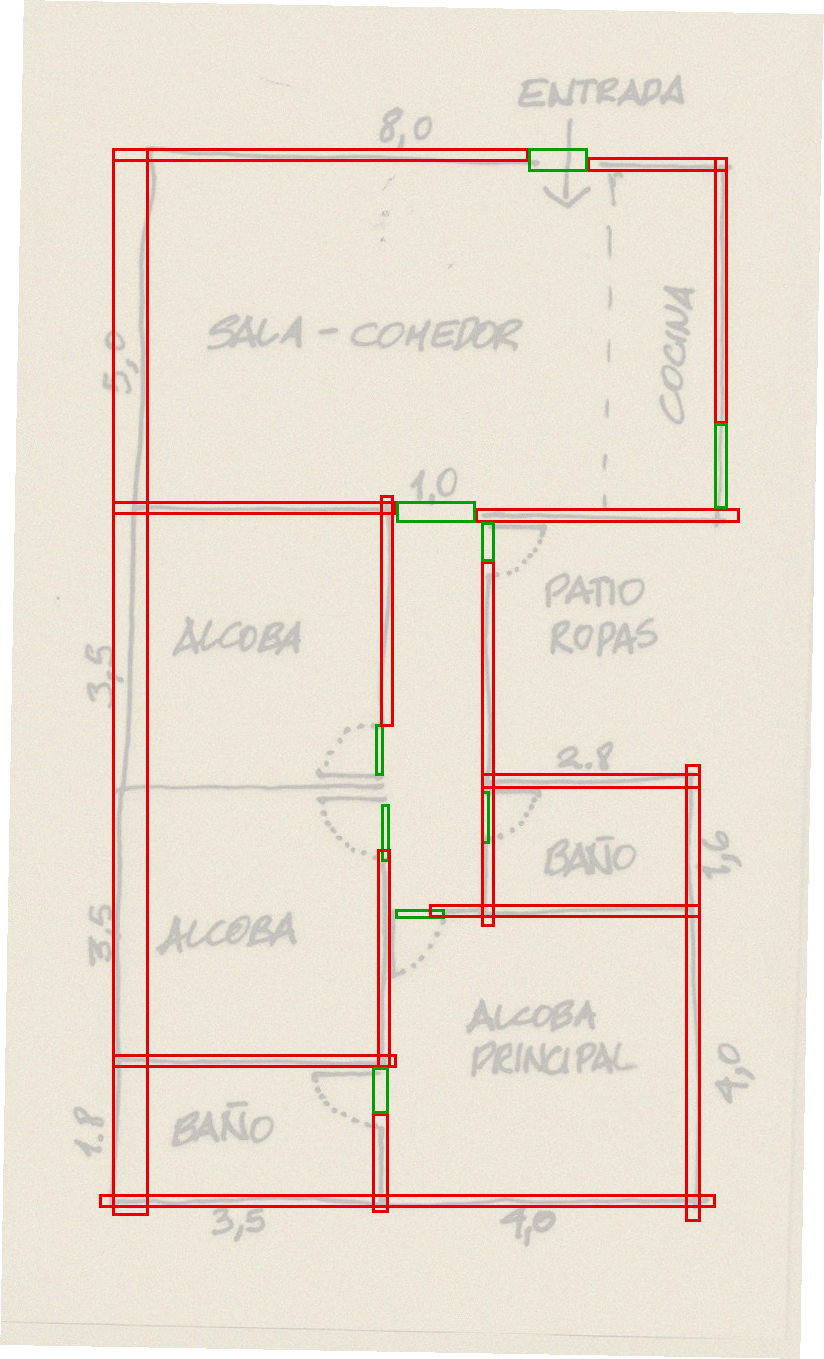 ENTRADA
8,0
5,0
SALA - COMEDOR
COCINA
1,0
PATIO
ROPAS
ALCOBA
3,5
2.8
BAÑO
1,6
ALCOBA
3,5
ALCOBA
PRINCIPAL
4,0
BAÑO
1.8
3,5
4,0